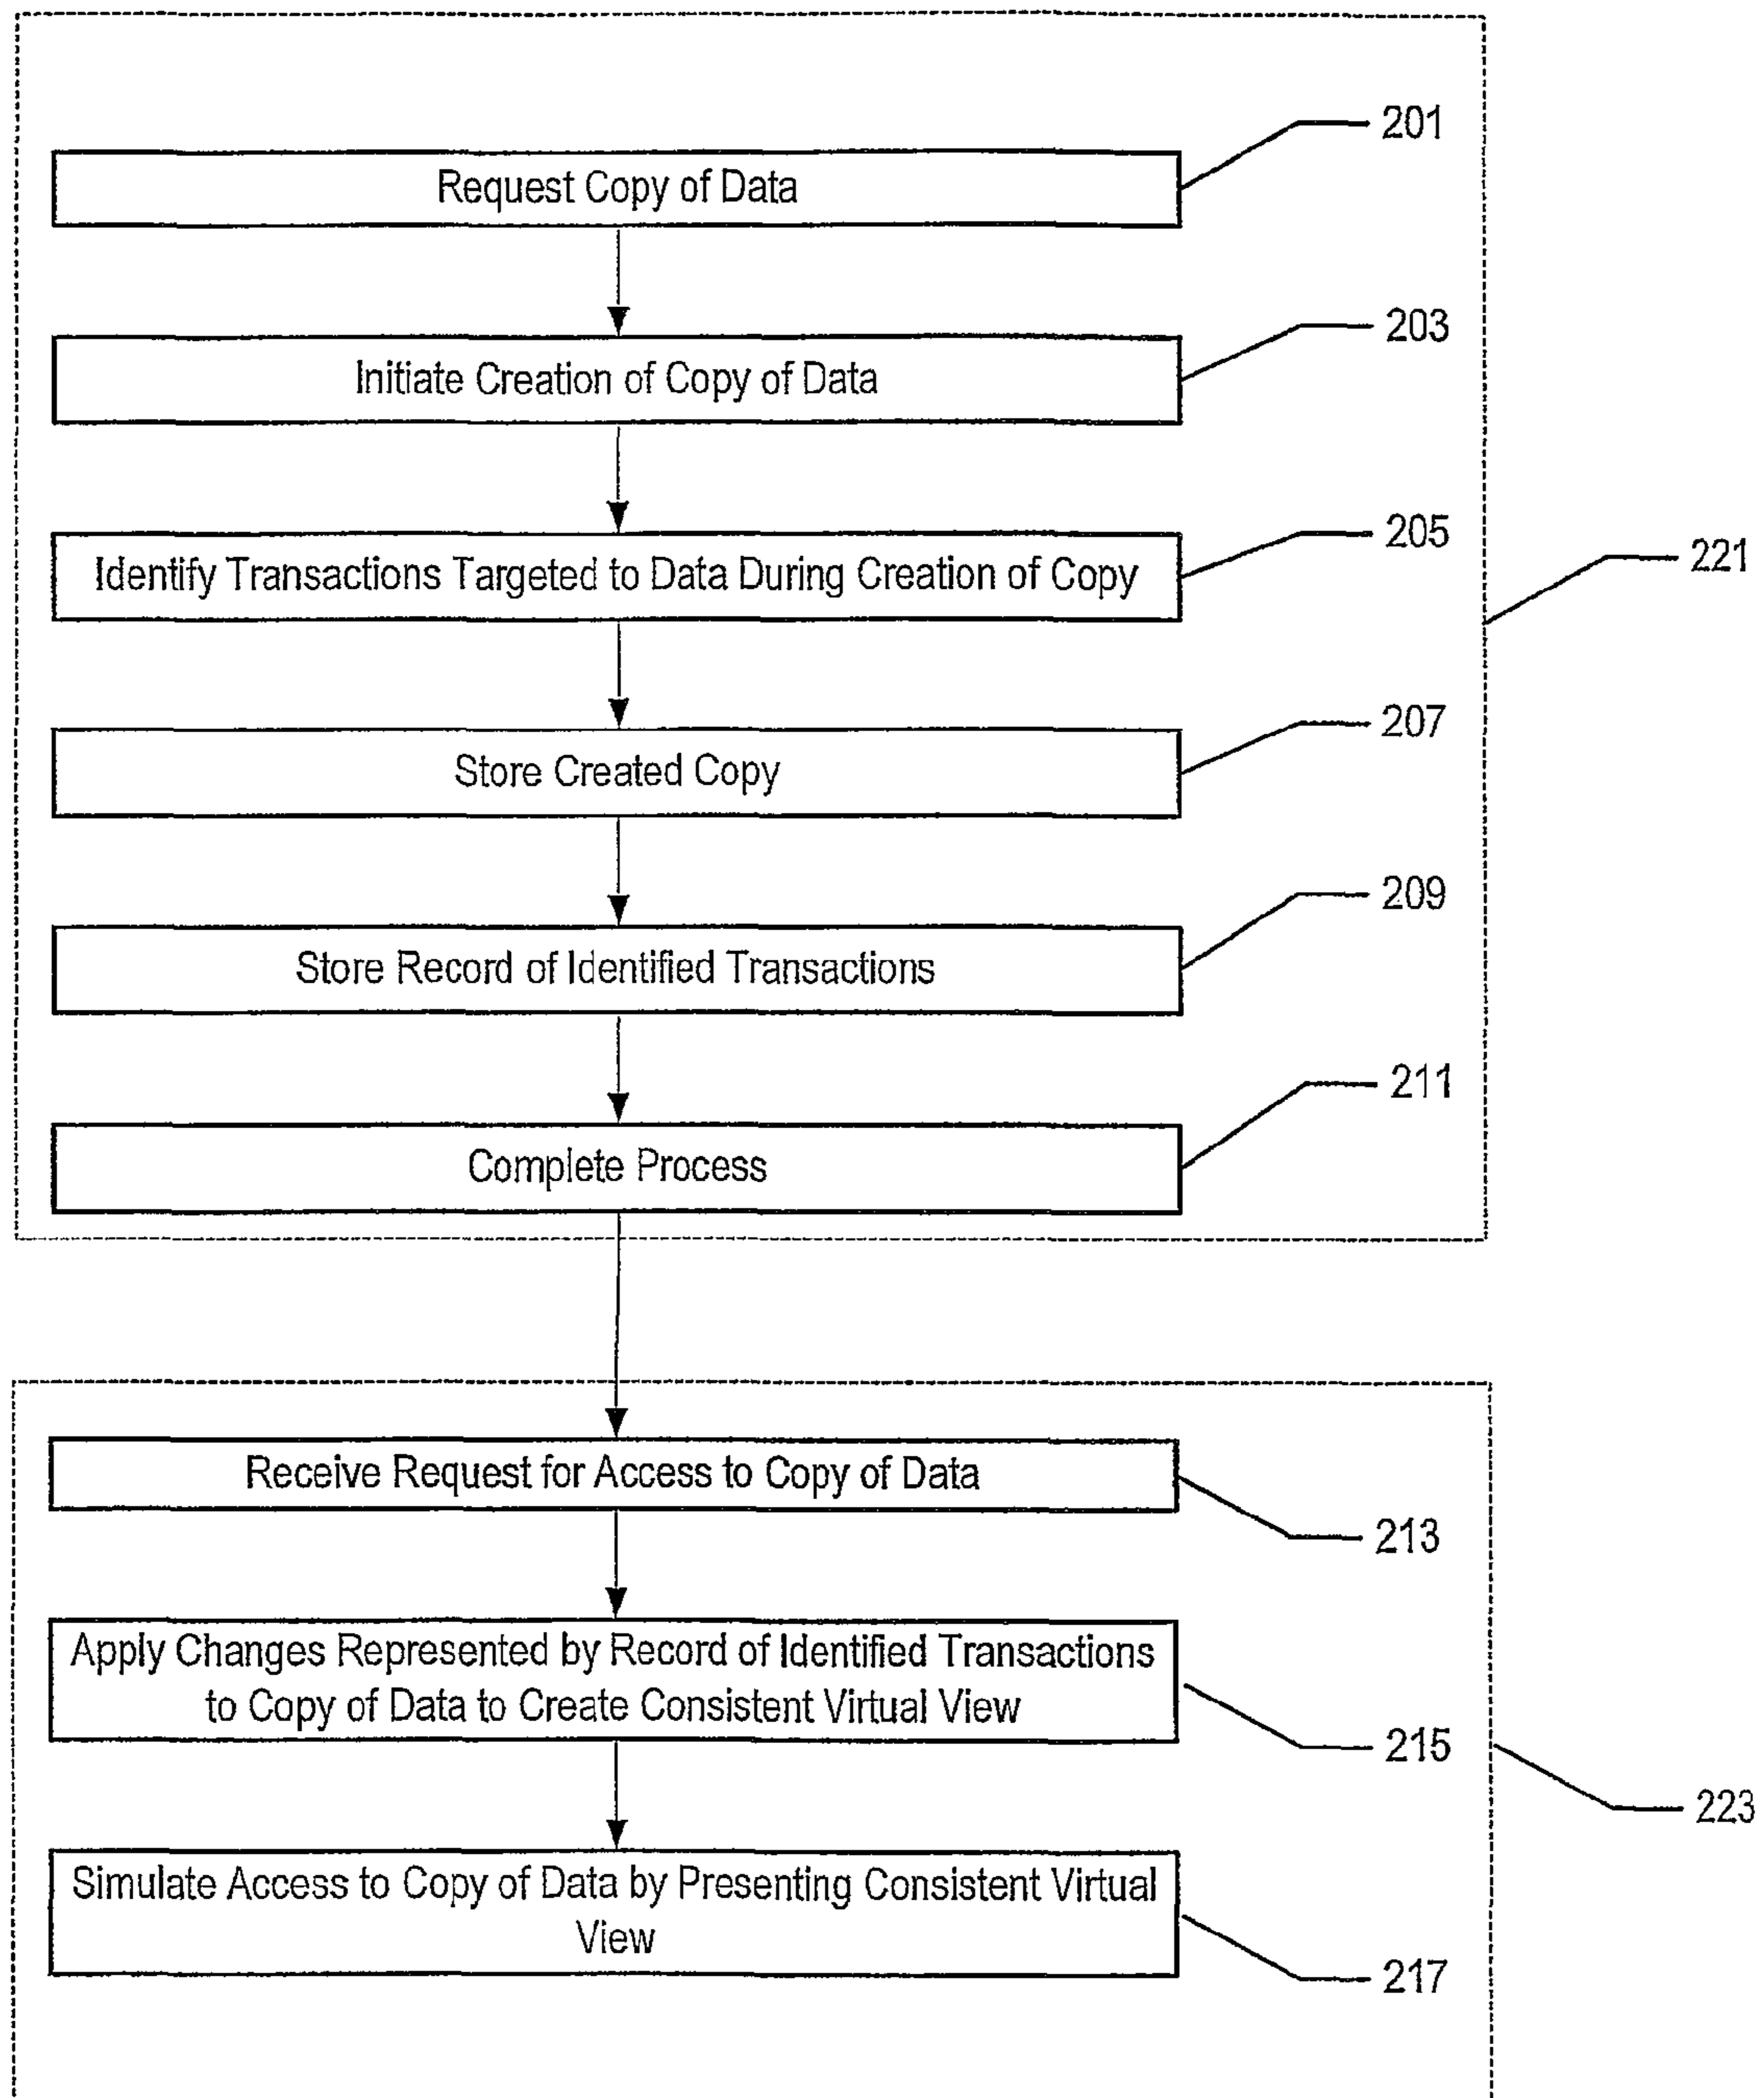 201
Request Copy of Data
203
Initiate Creation of Copy of Data
205
Identify Transactions Targeted to Data During Creation of Copy
221
207
Store Created Copy
209
Store Record of Identified Transactions
211
Complete Process
Receive Request for Access to Copy of Data
213
Apply Changes Represented by Record of Identified Transactions
to Copy of Data to Create Consistent Virtual View
215
223
Simulate Access to Copy of Data by Presenting Consistent Virtual
View
217